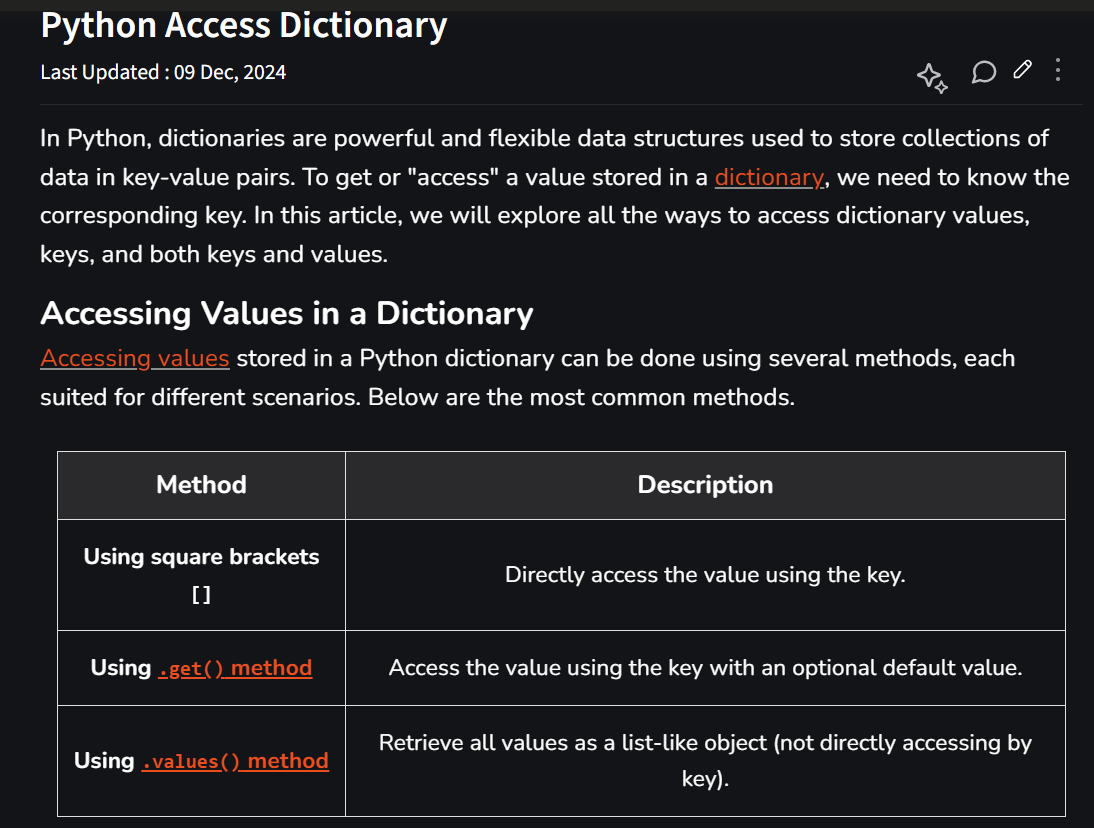 Python Access Dictionary
Last Updated : 09 Dec, 2024
In Python, dictionaries are powerful and flexible data structures used to store collections of
data in key-value pairs. To get or "access" a value stored in a dictionary, we need to know the
corresponding key. In this article, we will explore all the ways to access dictionary values,
keys, and both keys and values.
Accessing Values in a Dictionary
Accessing values stored in a Python dictionary can be done using several methods, each
suited for different scenarios. Below are the most common methods.
Method
Description
Using square brackets
[]
Directly access the value using the key.
Using .get() method
Access the value using the key with an optional default value.
Using .values() method
Retrieve all values as a list-like object (not directly accessing by
key).